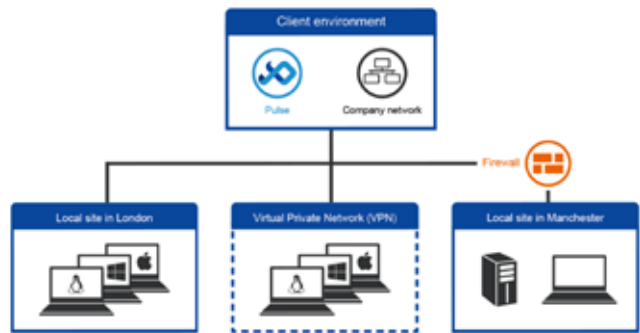 Client environment
Pulse
Company network
Firewall
Local site in London
Virtual Private Network (VPN)
Local site in Manchester